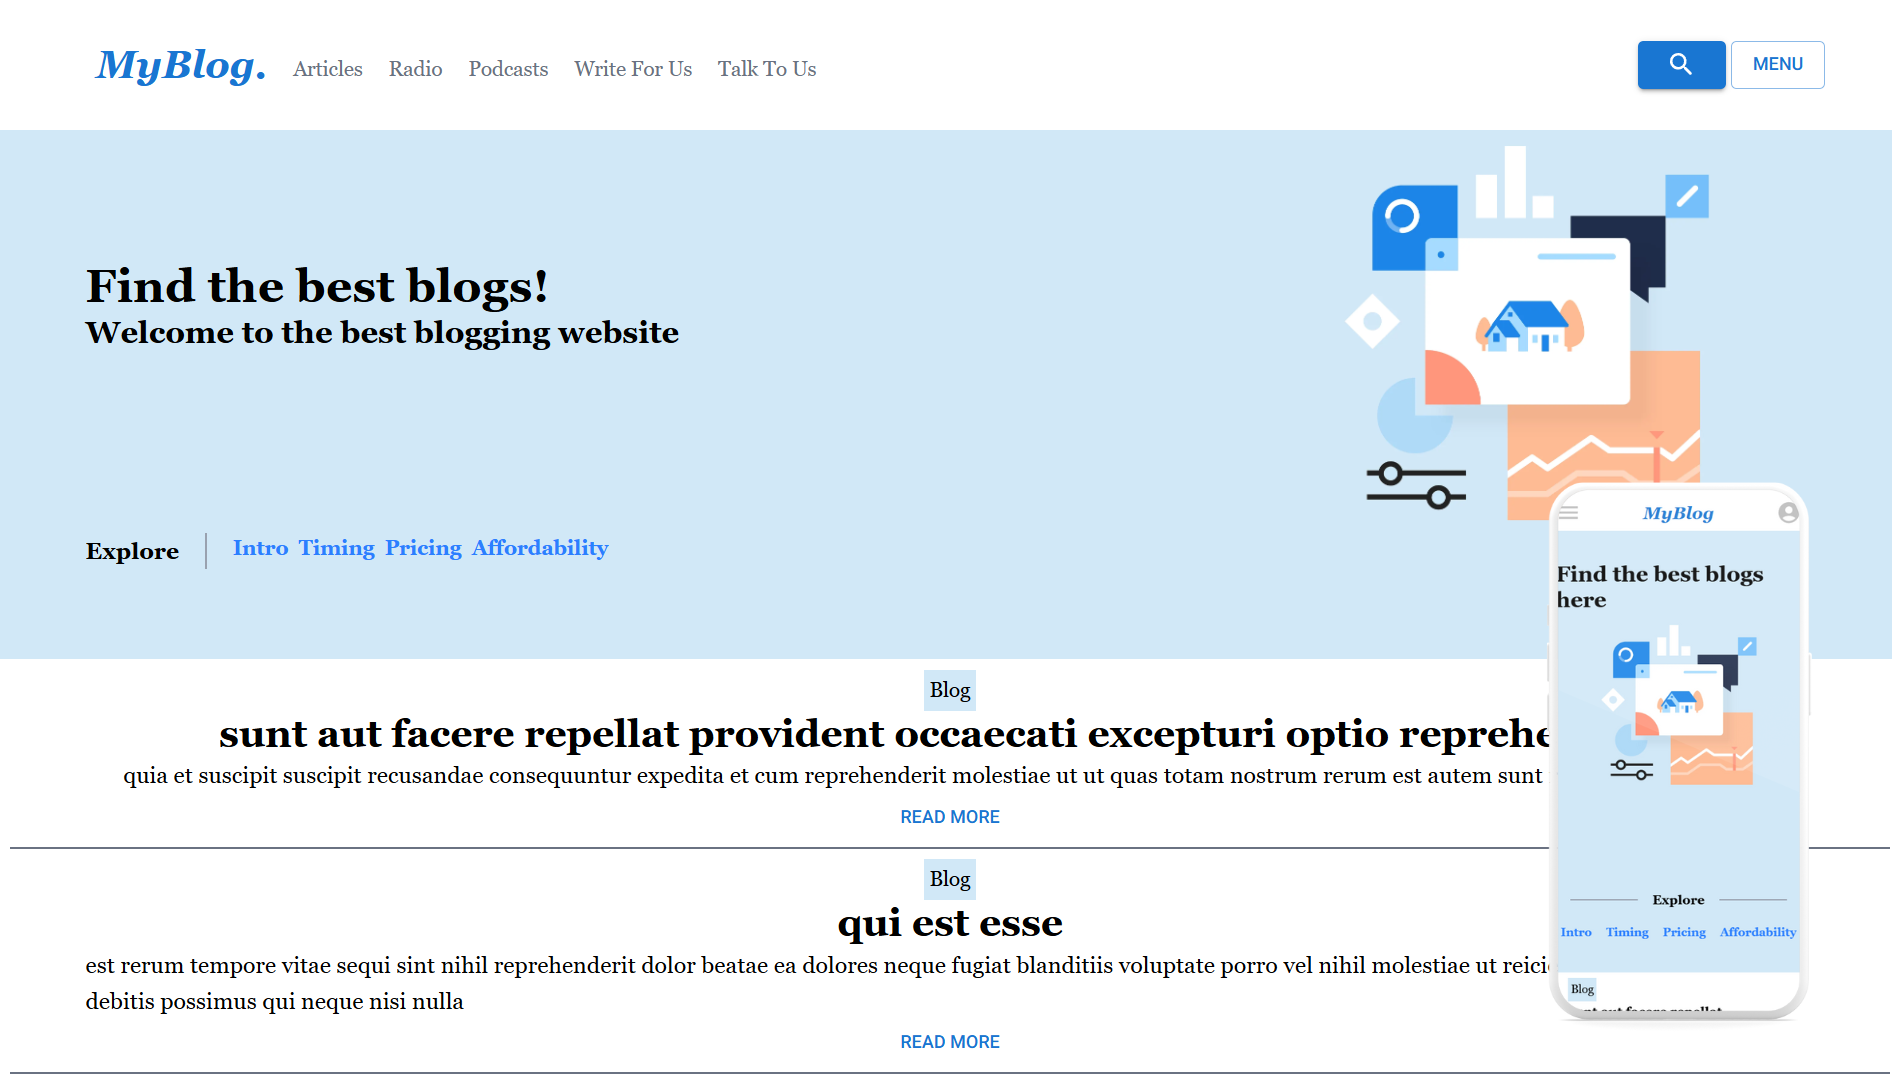 MyBlog.
Articles Radio Podcasts Write For Us Talk To Us
MENU
Find the best blogs!
Welcome to the best blogging website
Explore
Intro Timing Pricing Affordability
Blog
sunt aut facere repellat provident occaecati excepturi optio reprehe
quia et suscipit suscipit recusandae consequuntur expedita et cum reprehenderit molestiae ut ut quas totam nostrum rerum est autem sunt
READ MORE
Blog
qui est esse
est rerum tempore vitae sequi sint nihil reprehenderit dolor beatae ea dolores neque fugiat blanditiis voluptate porro vel nihil molestiae ut reici
debitis possimus qui neque nisi nulla
READ MORE
MyBlog
Find the best blogs
here
Explore
Intro Timing Pricing Affordability
Blog